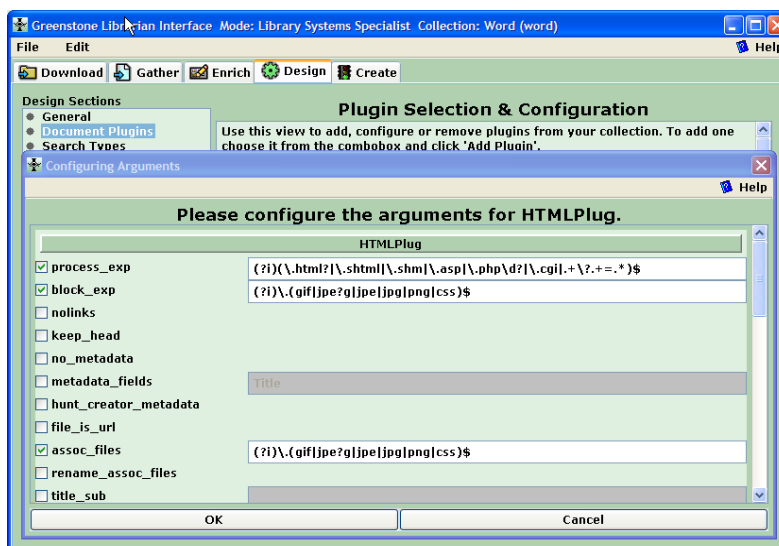 Greenstone Librarian Interface  Mode: Library Systems Specialist  Collection: Word (word)
File Edit Help
Download Gather Enrich Design Create
Design Sections
General
Document Plugins
Search Types
Plugin Selection & Configuration
Use this view to add, configure or remove plugins from your collection. To add one
choose it from the combobox and click 'Add Plugin'.
Configuring Arguments
Help
Please configure the arguments for HTMLPlug.
HTMLPlug
process_exp (?i)(\.html?|\.shtml|\.shm|\.asp|\.php\d?|\.cgi|.+\?.+=.*)$
block_exp (?i)\.(gif|jpe?g|jpe|jpg|png|css)$
nolinks
keep_head
no_metadata
metadata_fields Title
hunt_creator_metadata
file_is_url
assoc_files (?i)\.(gif|jpe?g|jpe|jpg|png|css)$
rename_assoc_files
title_sub
OK Cancel